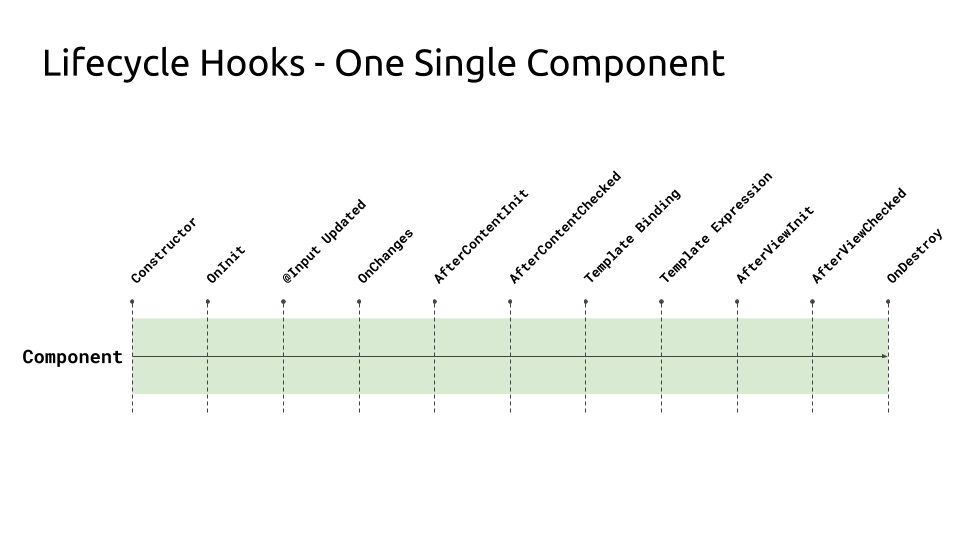 Lifecycle Hooks - One Single Component
Constructor
OnInit
@Input Updated
OnChanges
AfterContentInit
AfterContentChecked
Template Binding
Template Expression
AfterViewInit
AfterViewChecked
OnDestroy
Component